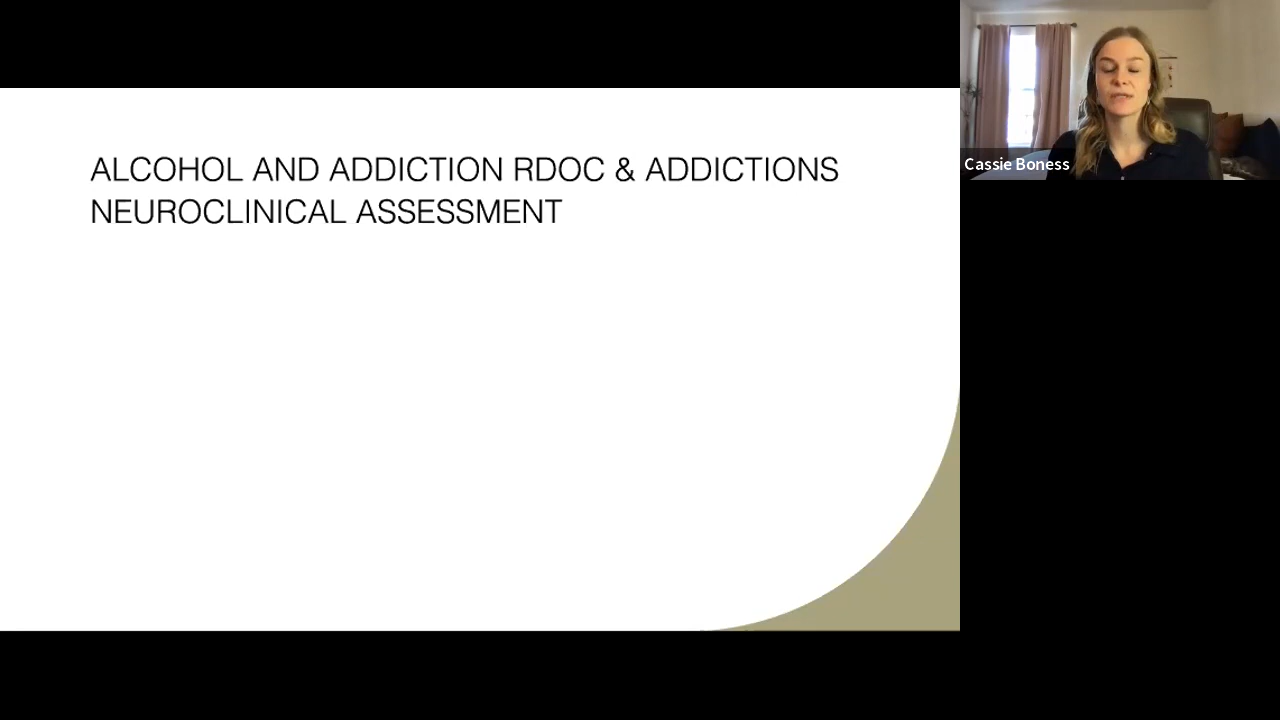 ALCOHOL AND ADDICTION RDOC & ADDICTIONS
NEUROCLINICAL ASSESSMENT
Cassie Boness